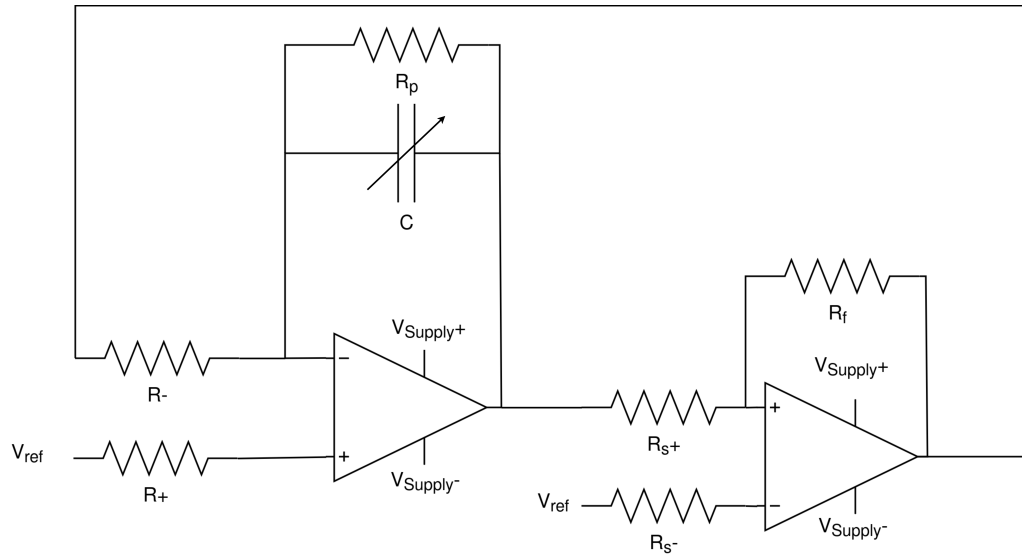 Rp
C
VSupply+
Rf
R-
VSupply+
−
+
Rs+
Vref
R+
+
VSupply-
Vref
−
Rs-
VSupply-